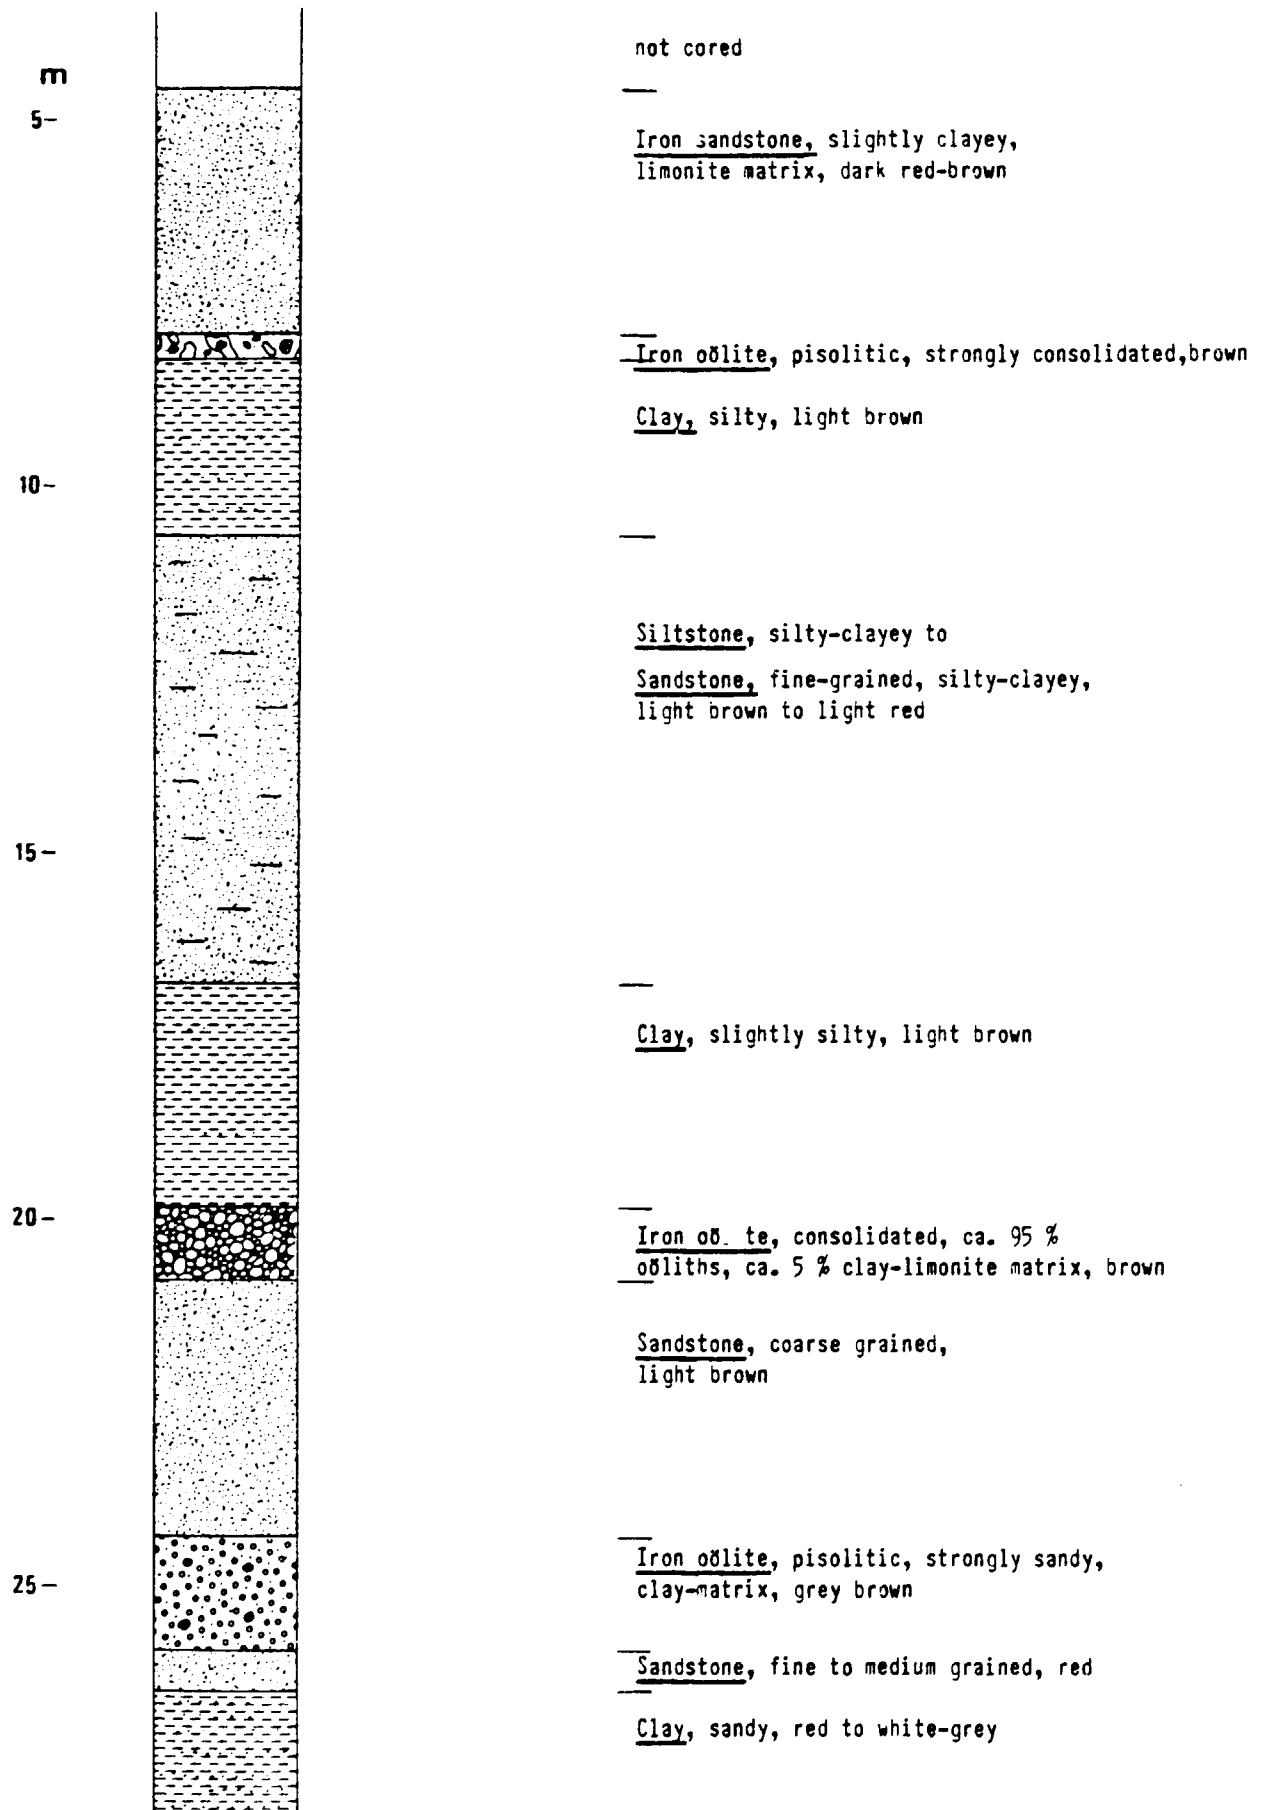 not cored
m
5-
Iron sandstone, slightly clayey,
limonite matrix, dark red-brown
Iron oölite, pisolitic, strongly consolidated,brown
Clay, silty, light brown
10-
Siltstone, silty-clayey to
Sandstone, fine-grained, silty-clayey,
light brown to light red
15-
Clay, slightly silty, light brown
20-
Iron oö. te, consolidated, ca. 95 %
oöliths, ca. 5 % clay-limonite matrix, brown
Sandstone, coarse grained,
light brown
Iron oölite, pisolitic, strongly sandy,
25-
clay-matrix, grey brown
Sandstone, fine to medium grained, red
Clay, sandy, red to white-grey